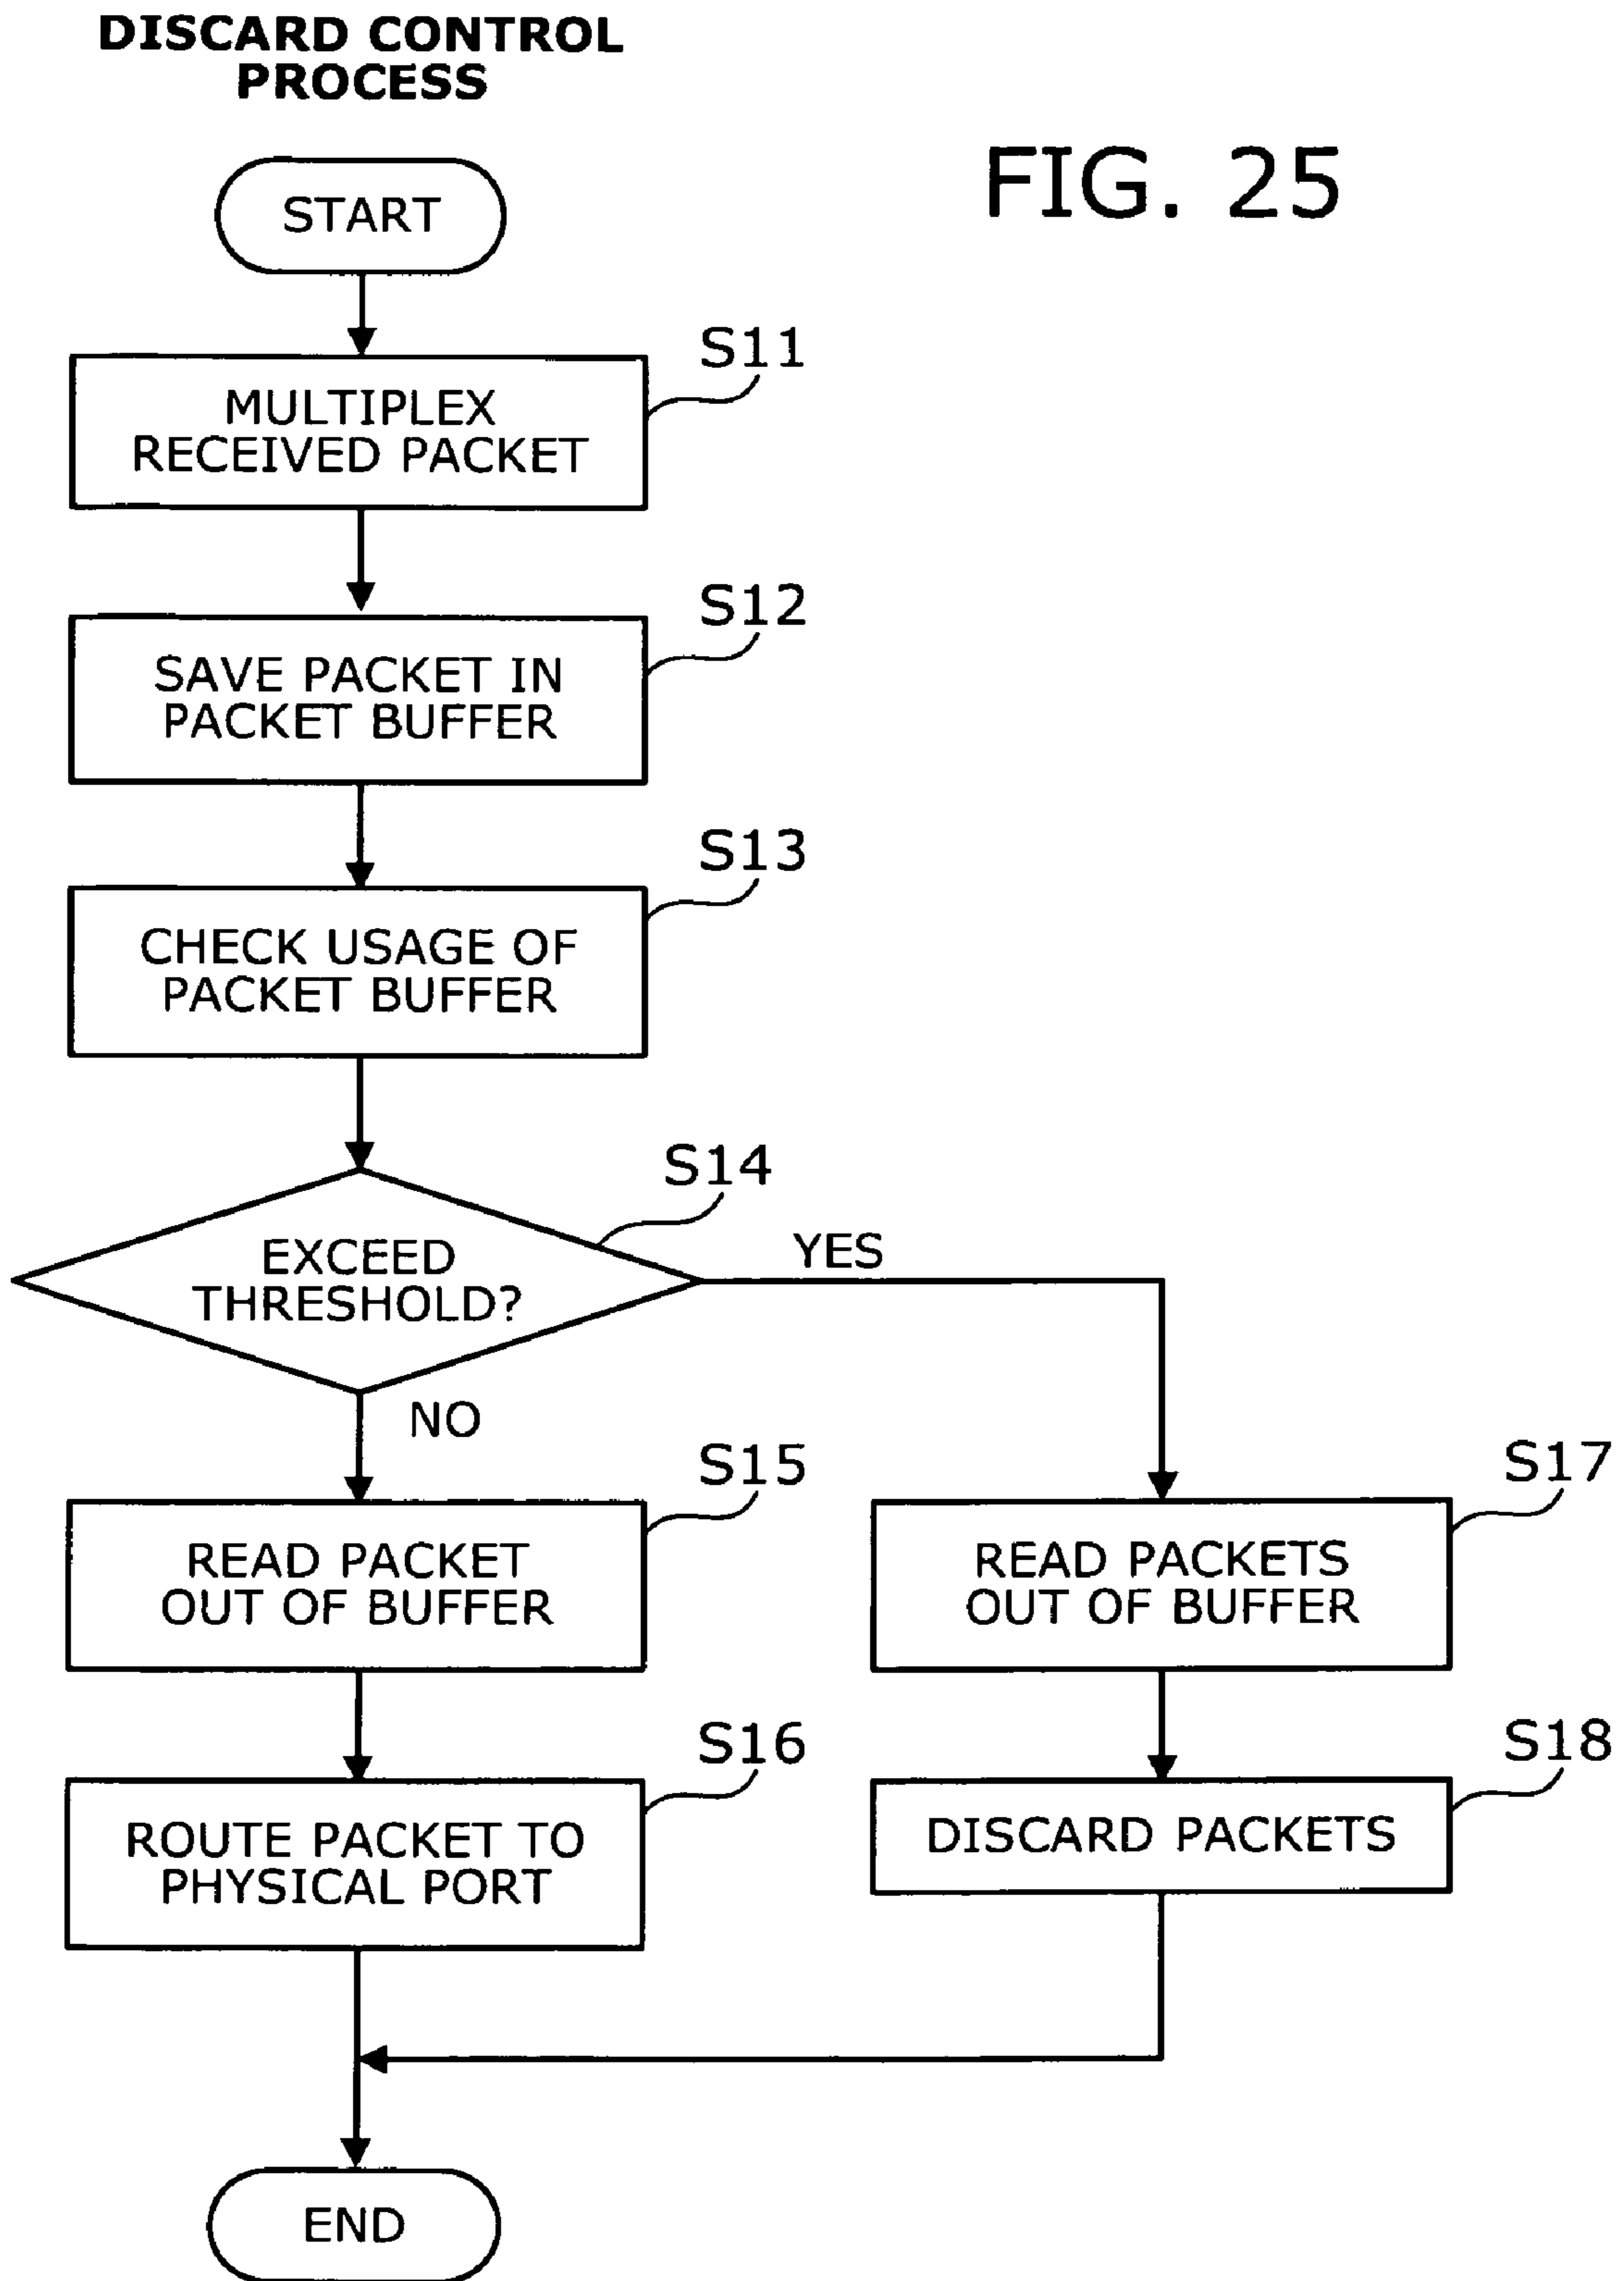 DISCARD CONTROL
PROCESS
FIG. 25
START
S11
MULTIPLEX
RECEIVED PACKET
S12
SAVE PACKET IN
PACKET BUFFER
S13
CHECK USAGE OF
PACKET BUFFER
S14
EXCEED
THRESHOLD?
YES
NO
S15
READ PACKET
OUT OF BUFFER
S17
READ PACKETS
OUT OF BUFFER
S16
ROUTE PACKET TO
PHYSICAL PORT
S18
DISCARD PACKETS
END